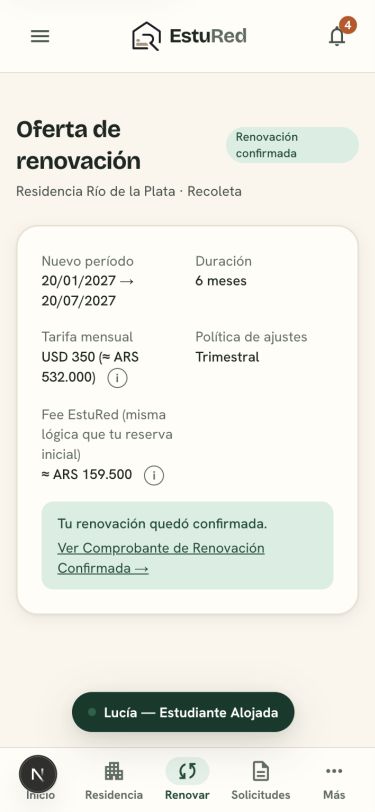 EstuRed
4
Oferta de
renovación
Renovación
confirmada
Residencia Río de la Plata · Recoleta
Nuevo período
20/01/2027 →
20/07/2027
Duración
6 meses
Tarifa mensual
USD 350 (≈ ARS
532.000) i
Política de ajustes
Trimestral
Fee EstuRed (misma
lógica que tu reserva
inicial)
≈ ARS 159.500 i
Tu renovación quedó confirmada.
Ver Comprobante de Renovación
Confirmada →
Lucía — Estudiante Alojada
N
Inicio
Residencia
Renovar
Solicitudes
Más